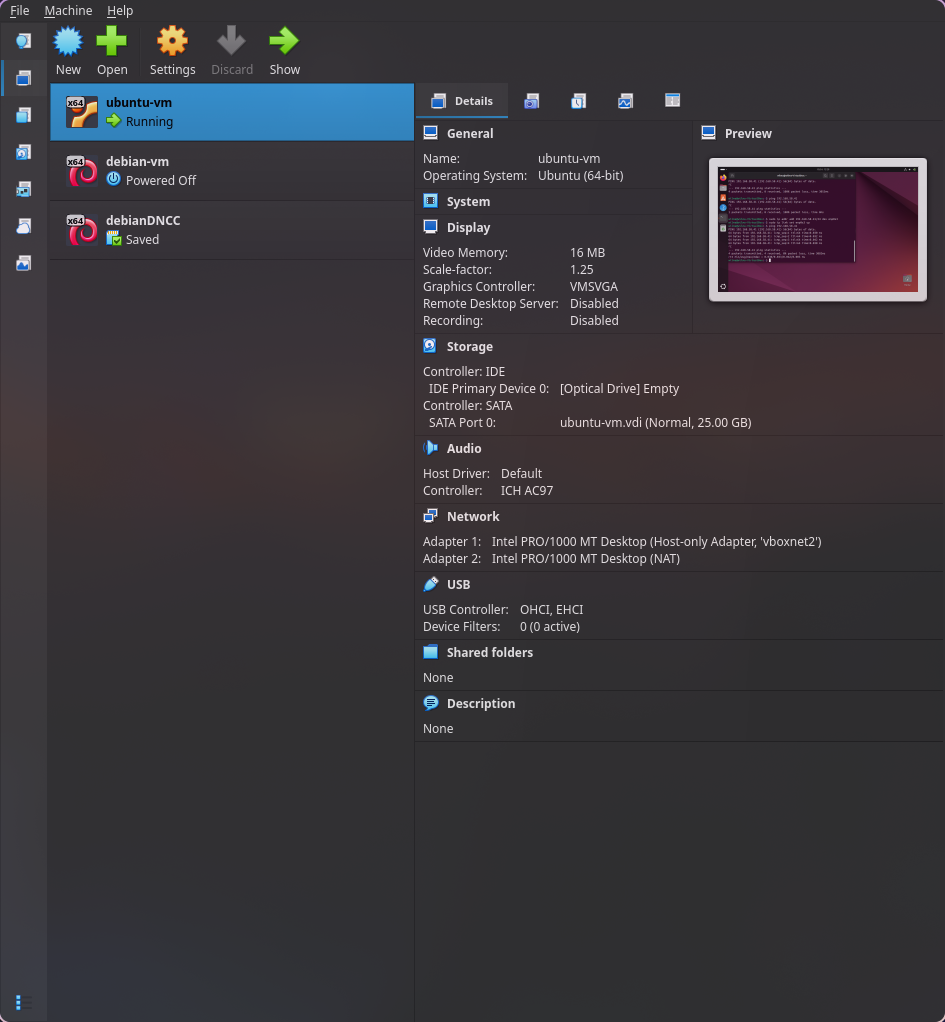 File Machine Help
New Open Settings Discard Show
x64 ubuntu-vm
Running
x64 debian-vm
Powered Off
x64 debianDNCC
Saved
Details
General
Name: ubuntu-vm
Operating System: Ubuntu (64-bit)
System
Display
Video Memory: 16 MB
Scale-factor: 1.25
Graphics Controller: VMSVGA
Remote Desktop Server: Disabled
Recording: Disabled
Preview
Storage
Controller: IDE
IDE Primary Device 0: [Optical Drive] Empty
Controller: SATA
SATA Port 0: ubuntu-vm.vdi (Normal, 25.00 GB)
Audio
Host Driver: Default
Controller: ICH AC97
Network
Adapter 1: Intel PRO/1000 MT Desktop (Host-only Adapter, 'vboxnet2')
Adapter 2: Intel PRO/1000 MT Desktop (NAT)
USB
USB Controller: OHCI, EHCI
Device Filters: 0 (0 active)
Shared folders
None
Description
None